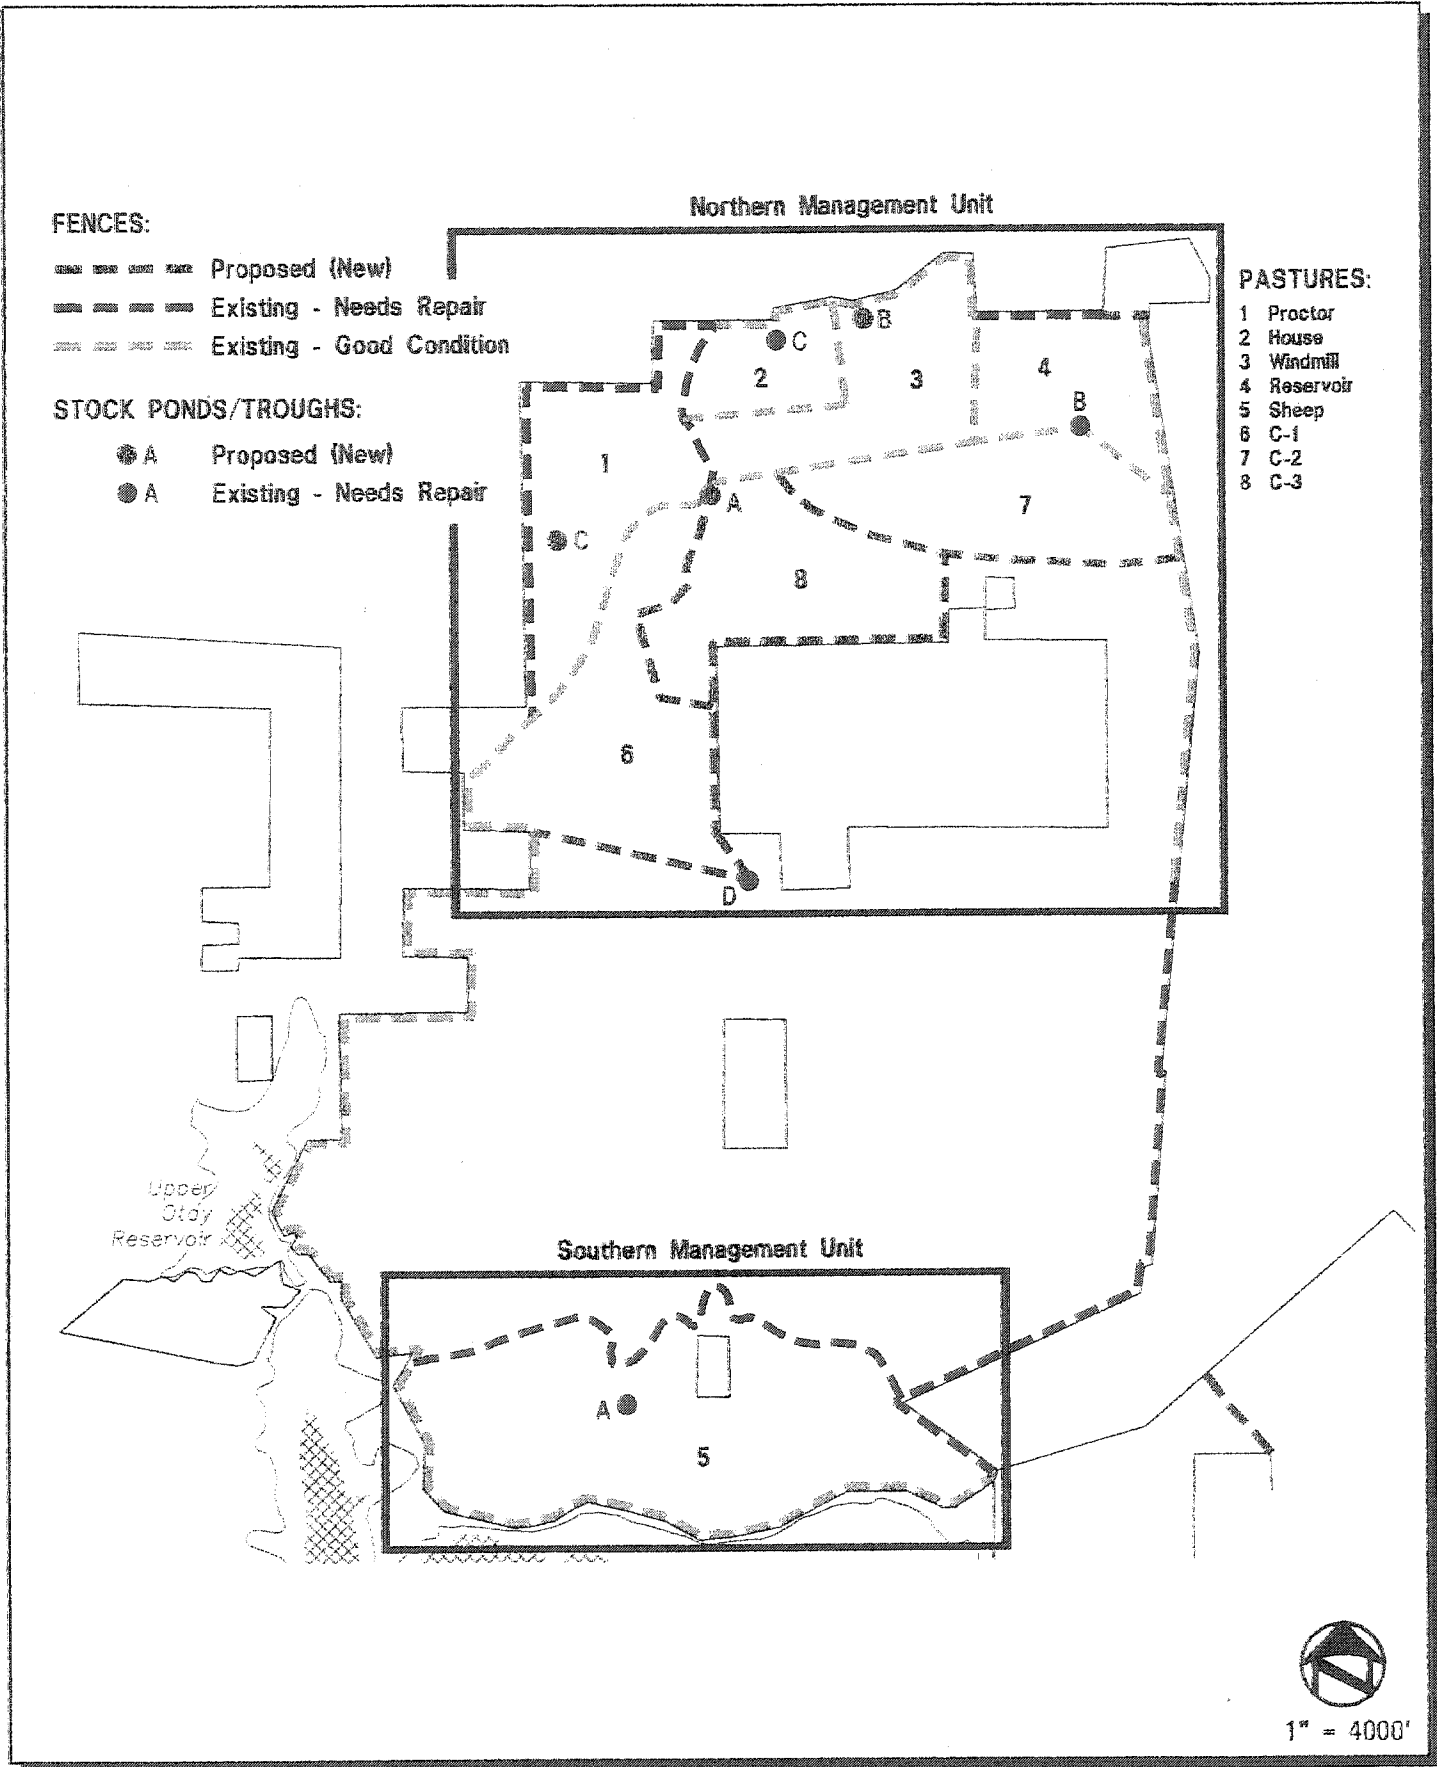 Northern Management Unit
FENCES:
Proposed (New)
Existing - Needs Repair
Existing - Good Condition
STOCK PONDS/TROUGHS:
A Proposed (New)
A Existing - Needs Repair
PASTURES:
1 Proctor
2 House
3 Windmill
4 Reservoir
5 Sheep
6 C-1
7 C-2
8 C-3
B
C
2
3
4
B
1
A
7
C
8
6
D
Upper
Otay
Reservoir
Southern Management Unit
A
5
N
1" = 4000'